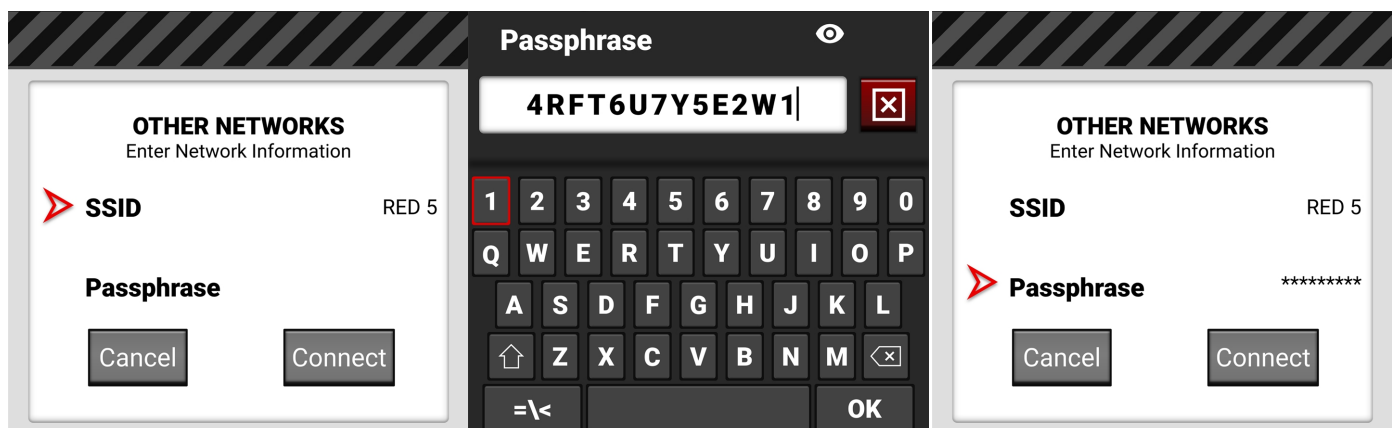 OTHER NETWORKS
Enter Network Information
SSID RED 5
Passphrase
Cancel Connect
Passphrase
4RFT6U7Y5E2W1
1 2 3 4 5 6 7 8 9 0
Q W E R T Y U I O P
A S D F G H J K L
Z X C V B N M
=\< OK
OTHER NETWORKS
Enter Network Information
SSID RED 5
Passphrase *********
Cancel Connect